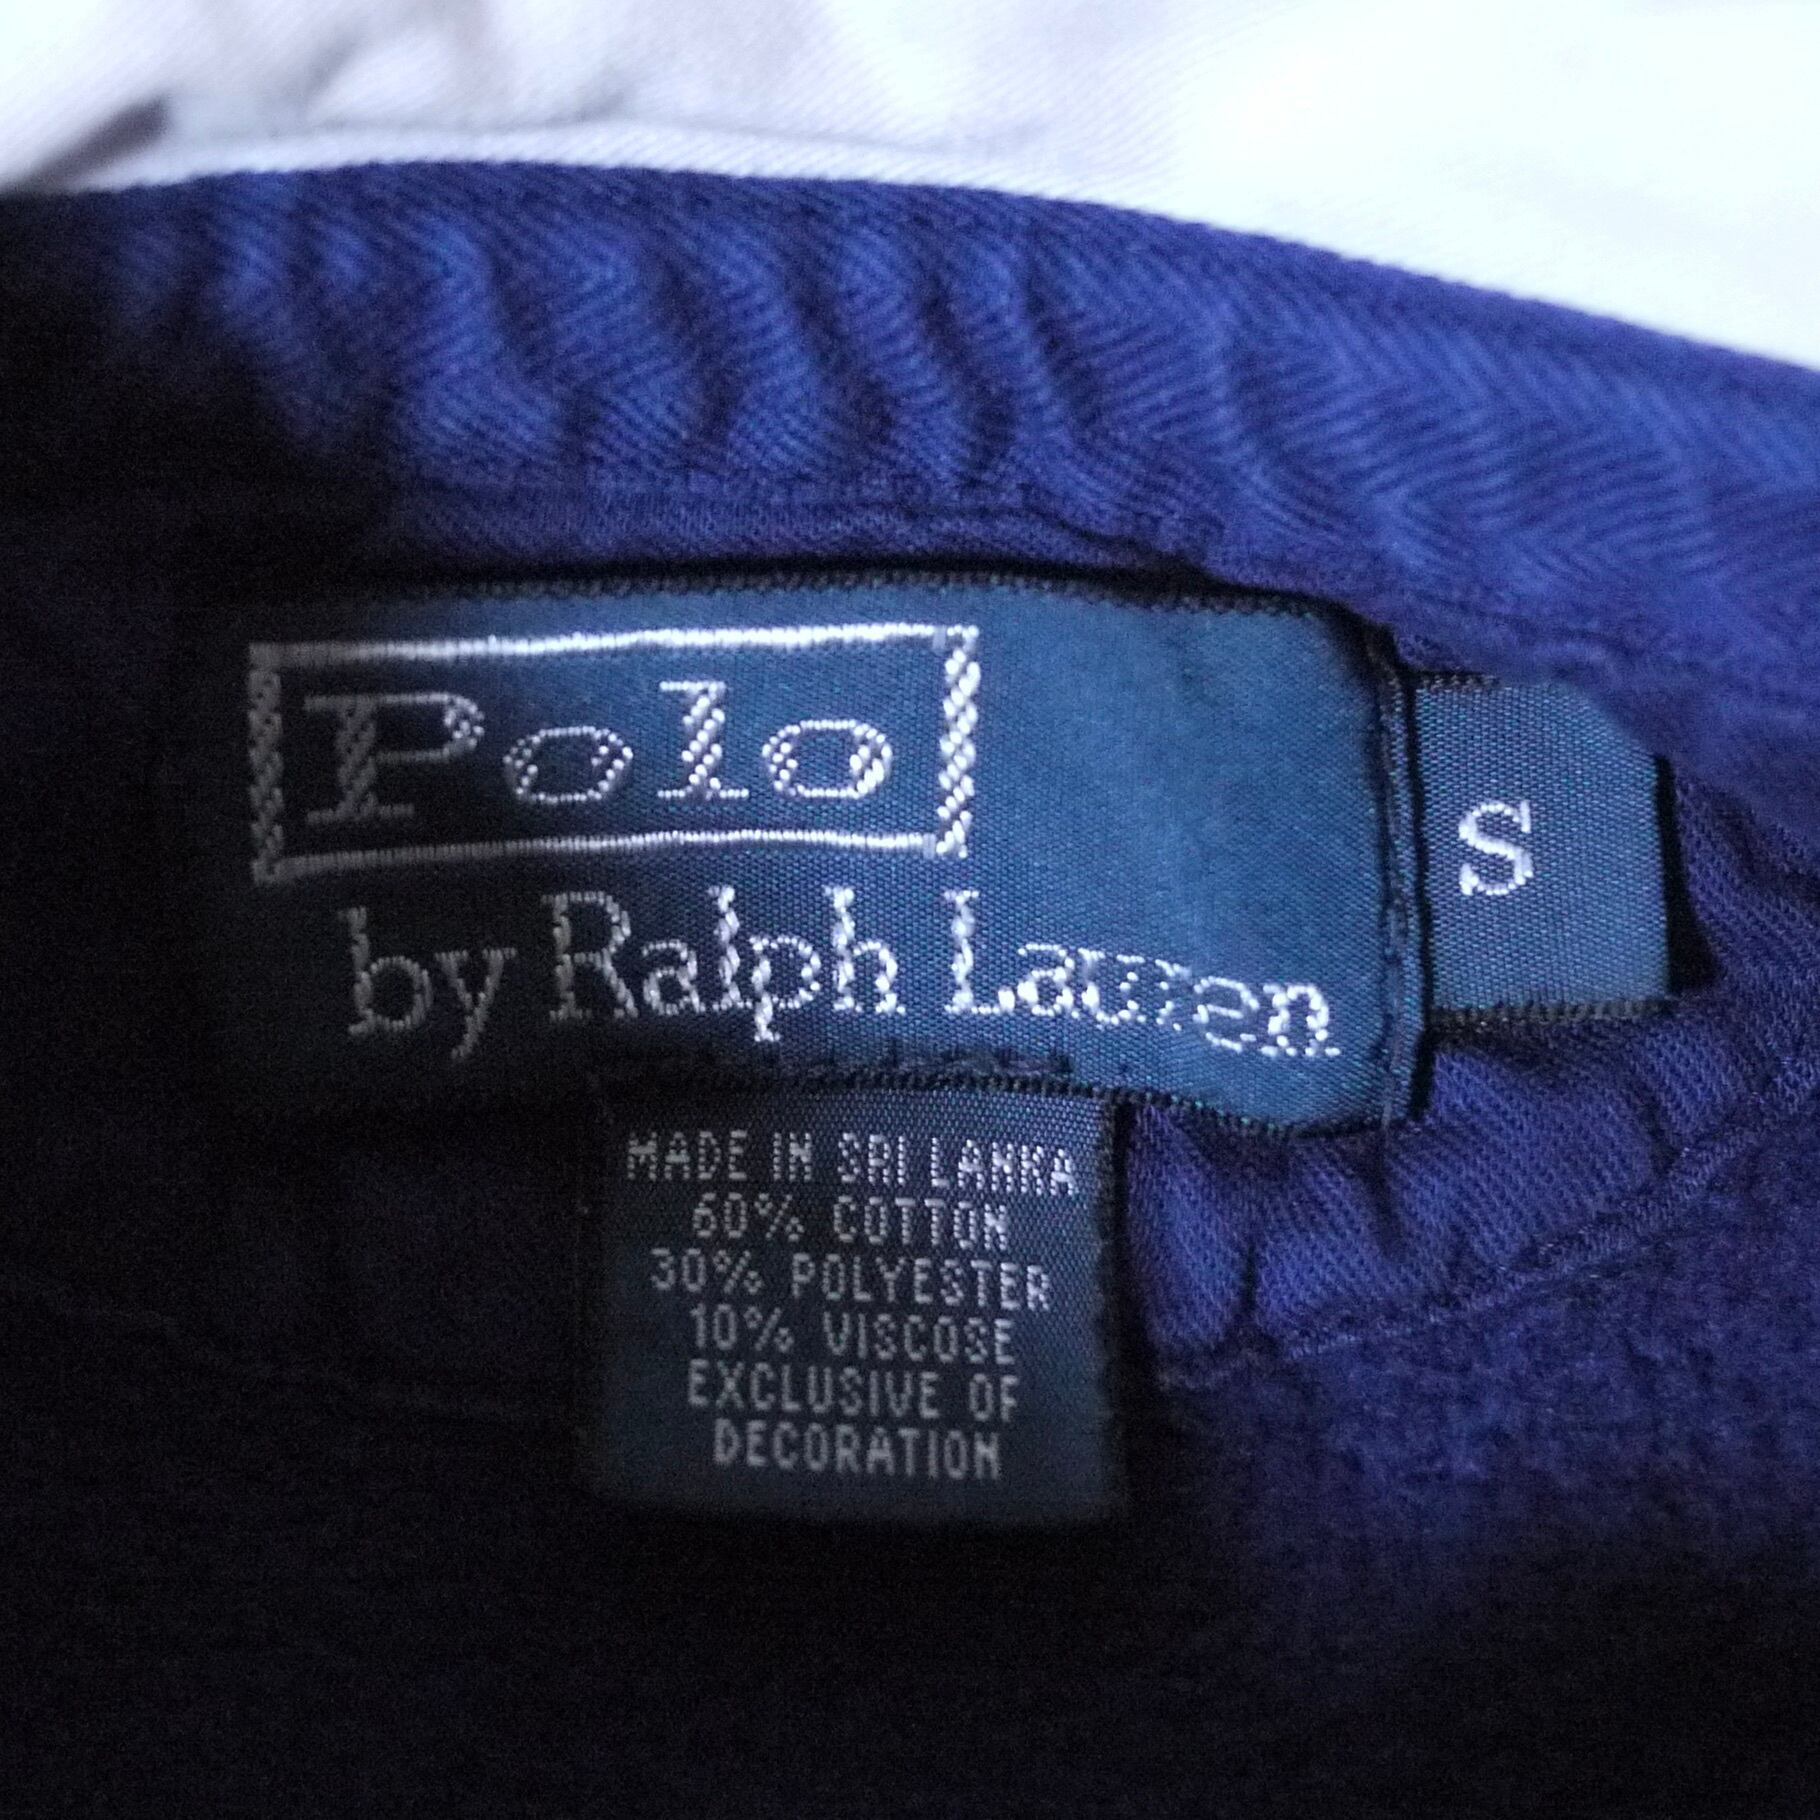 Polo
by Ralph Lauren
S
MADE IN SRI LANKA
60% COTTON
30% POLYESTER
10% VISCOSE
EXCLUSIVE OF
DECORATION